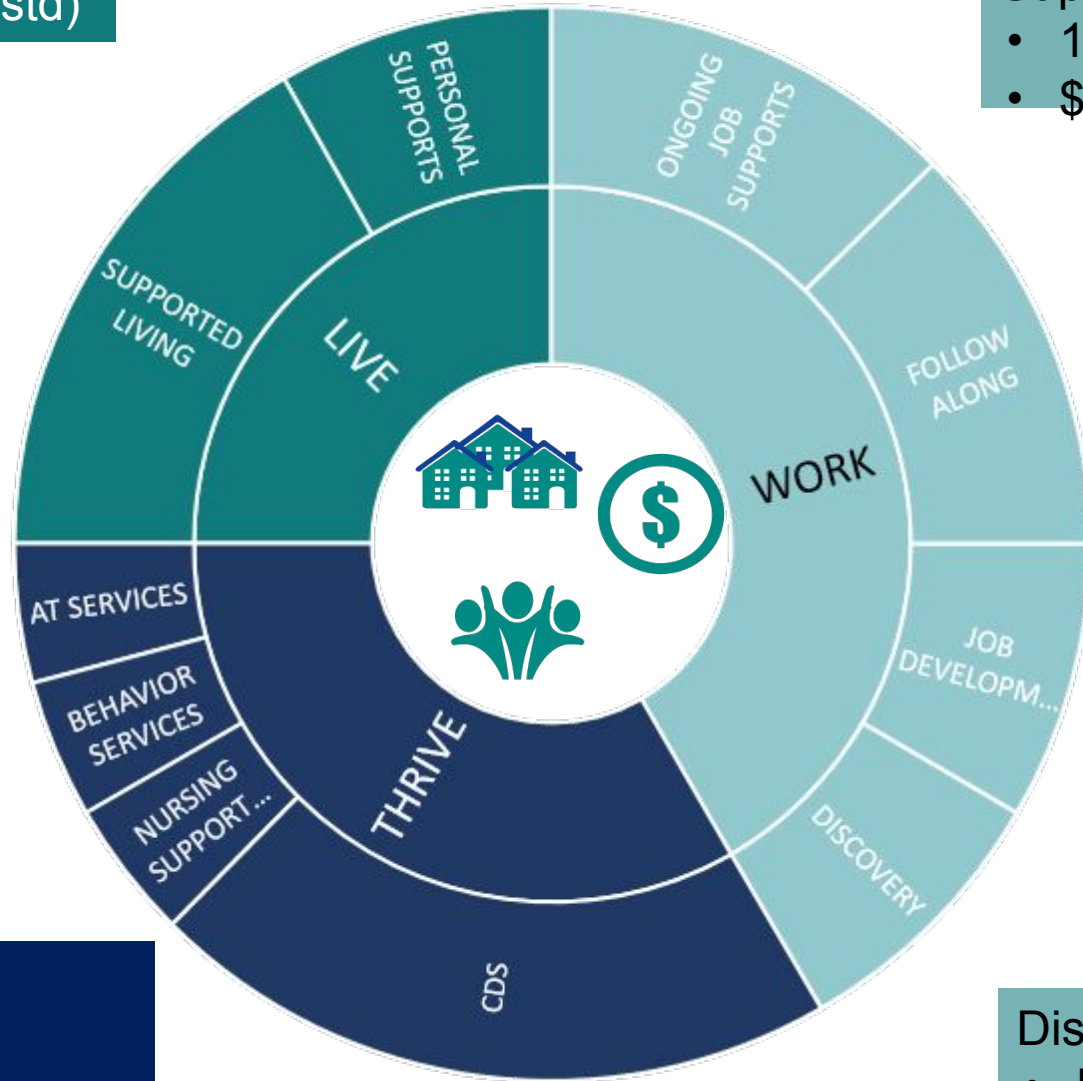 std)
• 1
• $
PERSONAL
SUPPORTS
ONGOING
JOB
SUPPORTS
SUPPORTED
LIVING
LIVE
FOLLOW
ALONG
WORK
$
AT SERVICES
BEHAVIOR
SERVICES
NURSING
SUPPORT...
THRIVE
JOB
DEVELOPM...
DISCOVERY
CDS
Dis